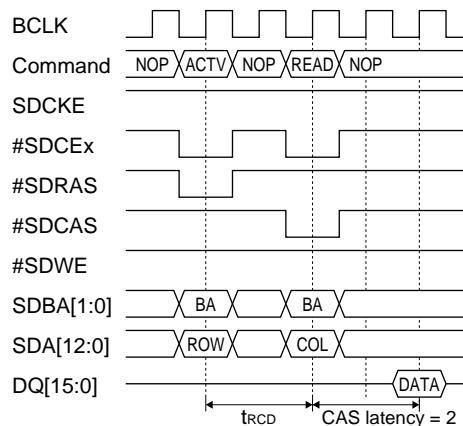 BCLK
Command NOP ACTV NOP READ NOP
SDCKE
#SDCEx
#SDRAS
#SDCAS
#SDWE
SDBA[1:0] BA BA
SDA[12:0] ROW COL
DQ[15:0] DATA
tRCD CAS latency = 2